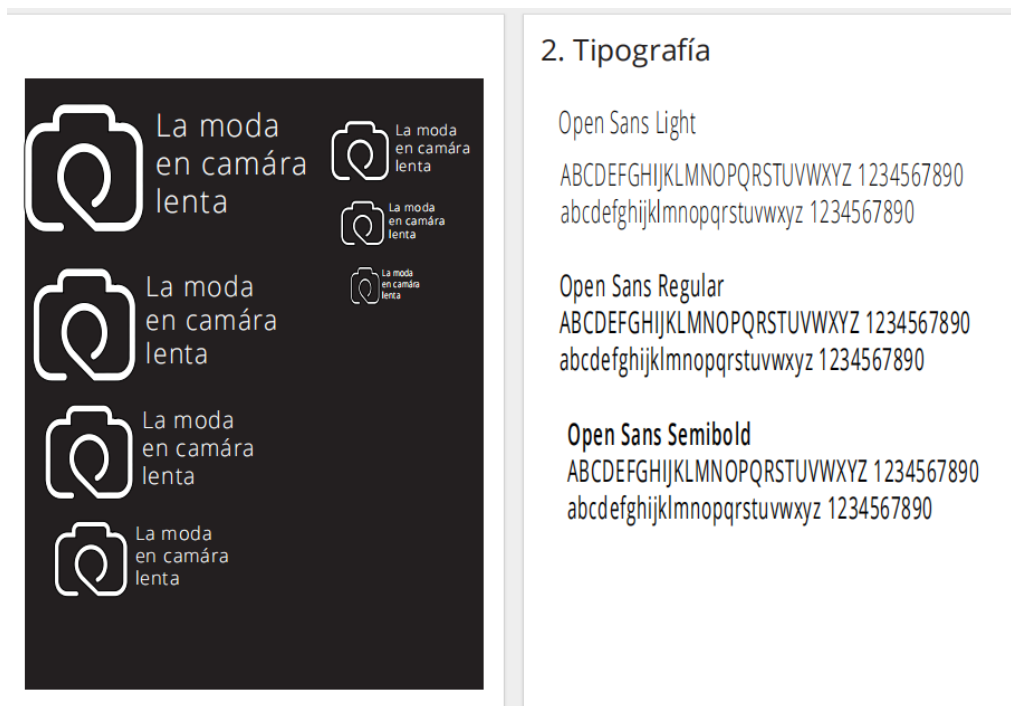 La moda
en camára
lenta
La moda
en camára
lenta
La moda
en camára
lenta
La moda
en camára
lenta
La moda
en camára
lenta
La moda
en camára
lenta
La moda
en camára
lenta
2. Tipografía
Open Sans Light
ABCDEFGHIJKLMNOPQRSTUVWXYZ 1234567890
abcdefghijklmnopqrstuvwxyz 1234567890
Open Sans Regular
ABCDEFGHIJKLMNOPQRSTUVWXYZ 1234567890
abcdefghijklmnopqrstuvwxyz 1234567890
Open Sans Semibold
ABCDEFGHIJKLMNOPQRSTUVWXYZ 1234567890
abcdefghijklmnopqrstuvwxyz 1234567890